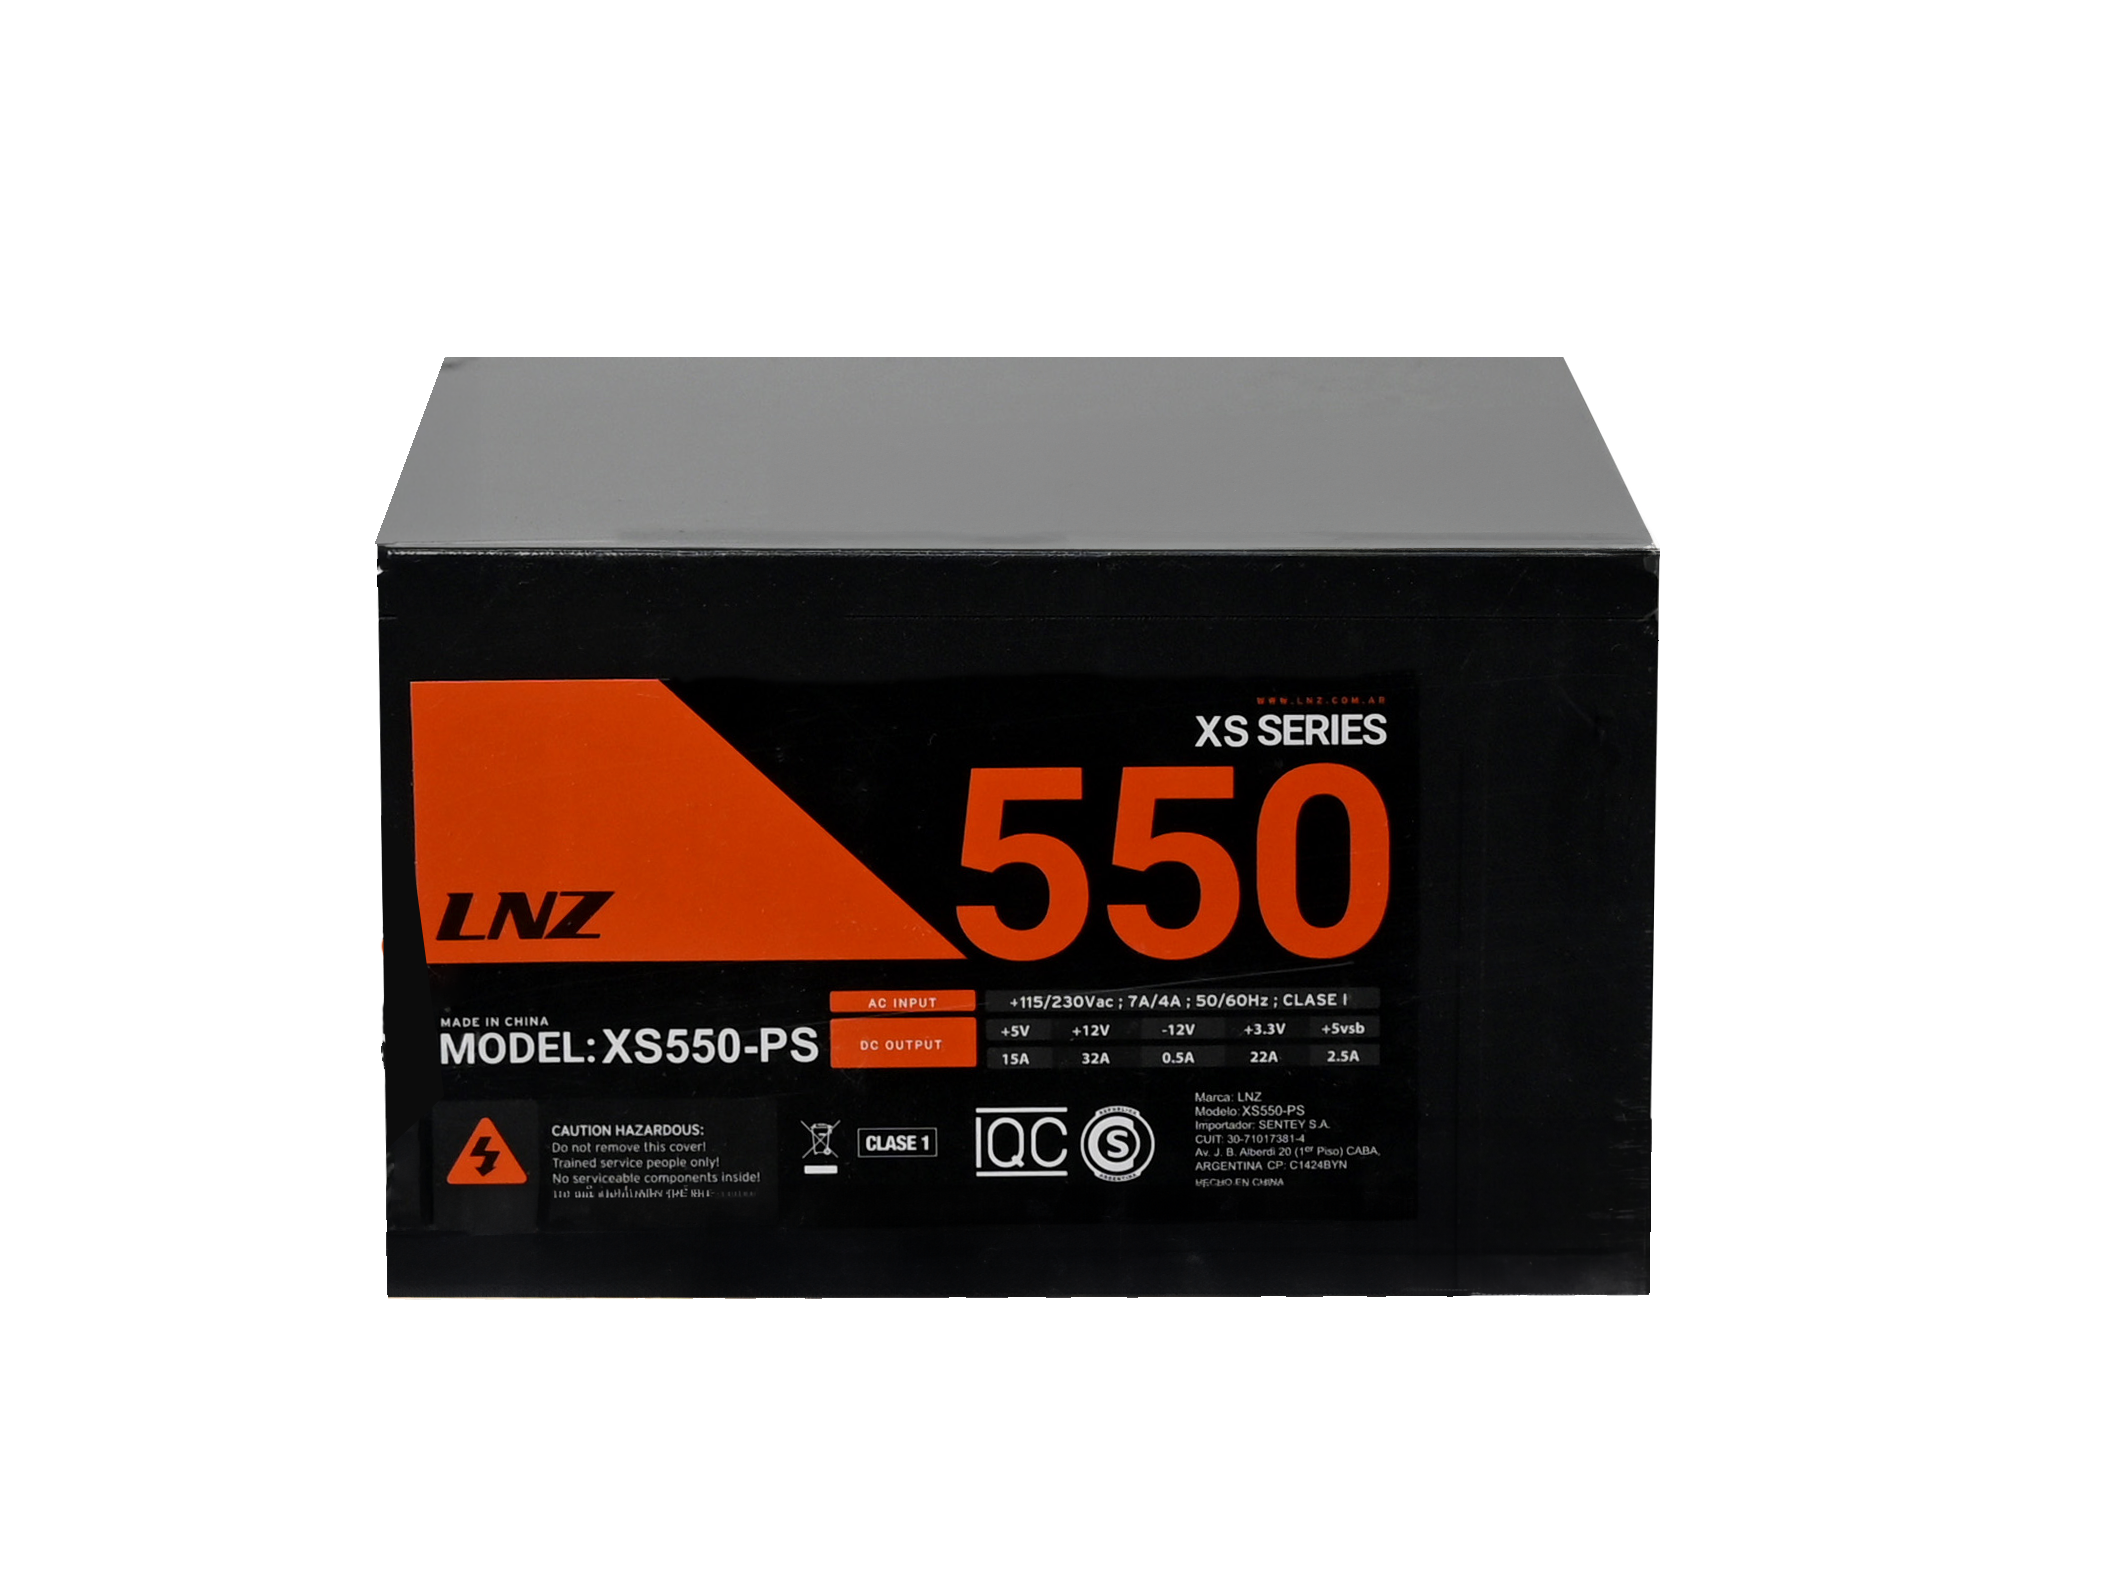 WWW.LNZ.COM.AR
XS SERIES
550
LNZ
MADE IN CHINA
MODEL: XS550-PS
AC INPUT
+115/230Vac ; 7A/4A ; 50/60Hz ; CLASE I
DC OUTPUT
+5V +12V -12V +3.3V +5vsb
15A 32A 0.5A 22A 2.5A
CAUTION HAZARDOUS:
Do not remove this cover!
Trained service people only!
No serviceable components inside!
CLASE 1
IQC
REPUBLICA
S
ARGENTINA
Marca: LNZ
Modelo: XS550-PS
Importador: SENTEY S.A.
CUIT: 30-71017381-4
Av. J. B. Alberdi 20 (1er Piso) CABA,
ARGENTINA CP: C1424BYN
HECHO EN CHINA